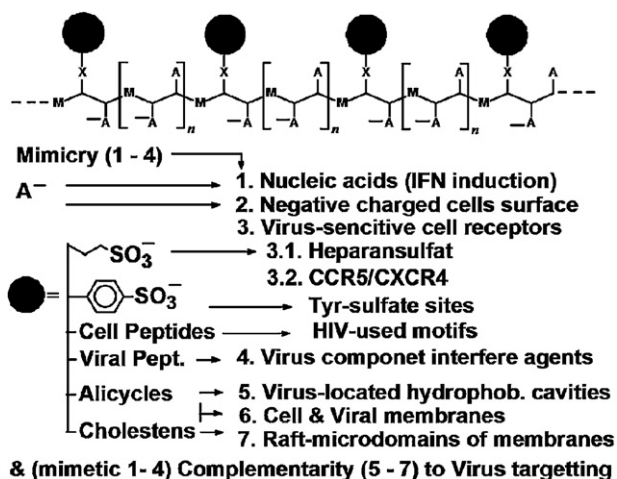 X X X X
A A A A
M M M M M M M
A A A A A A A
n n n
Mimicry (1 - 4)
A− 1. Nucleic acids (IFN induction)
2. Negative charged cells surface
3. Virus-sencitive cell receptors
SO3− 3.1. Heparansulfat
3.2. CCR5/CXCR4
= SO3− Tyr-sulfate sites
Cell Peptides HIV-used motifs
Viral Pept. 4. Virus componet interfere agents
Alicycles 5. Virus-located hydrophob. cavities
6. Cell & Viral membranes
Cholestens 7. Raft-microdomains of membranes
& (mimetic 1- 4) Complementarity (5 - 7) to Virus targetting